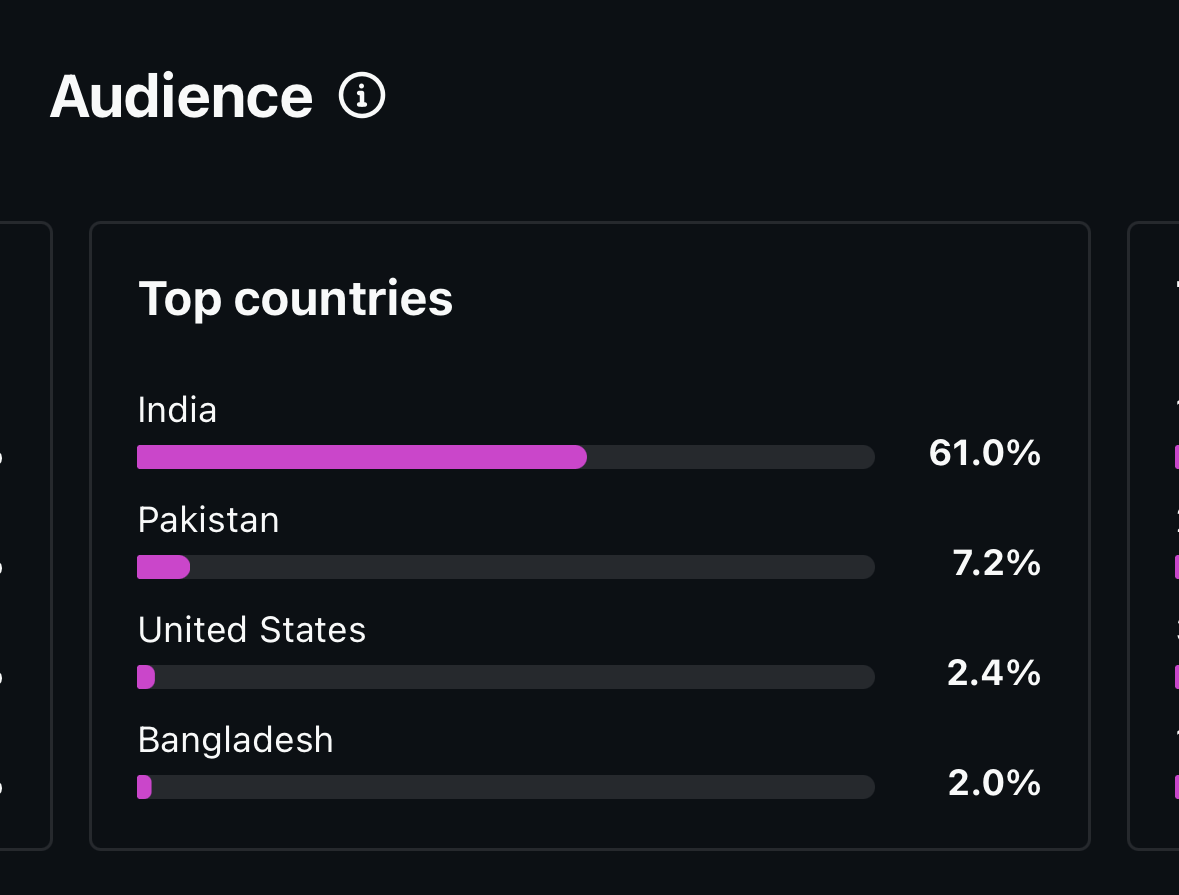 Audience
Top countries
India
61.0%
Pakistan
7.2%
United States
2.4%
Bangladesh
2.0%